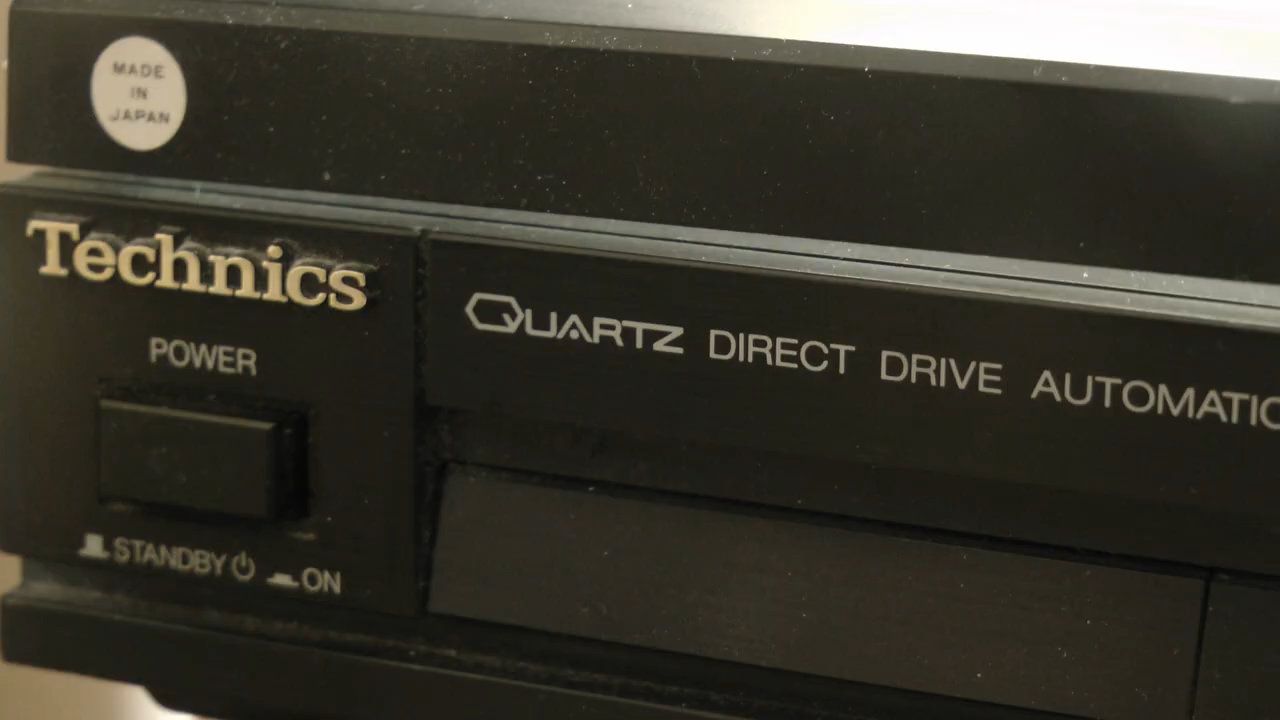 MADE
IN
JAPAN
Technics
POWER
STANDBY ON
QUARTZ DIRECT DRIVE AUTOMATIC